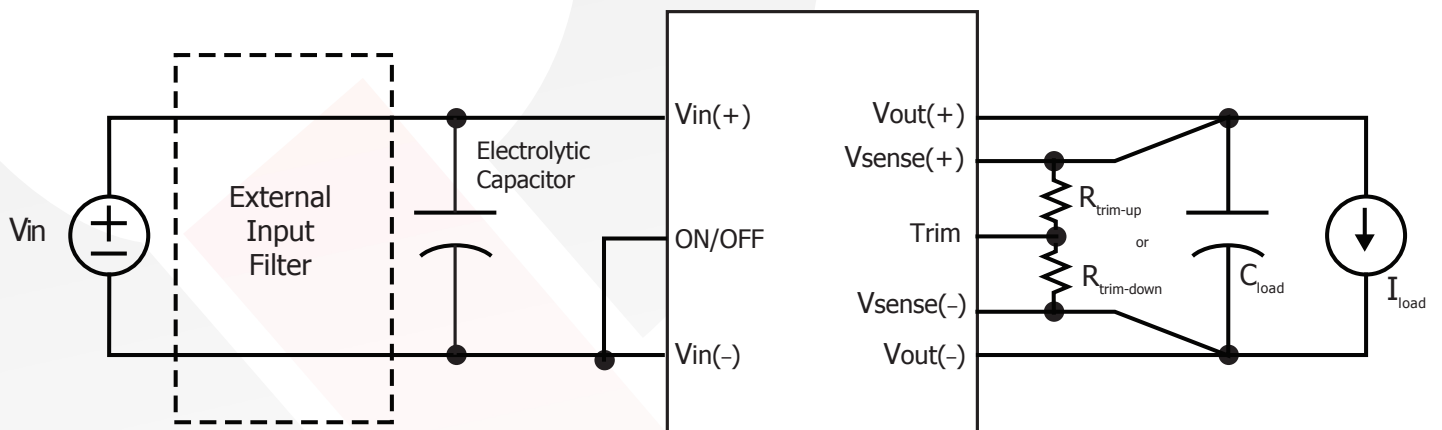 Vin
External
Input
Filter
Electrolytic
Capacitor
Vin(+)
ON/OFF
Vin(−)
Vout(+)
Vsense(+)
Trim
Vsense(−)
Vout(−)
Rtrim-up
or
Rtrim-down
Cload
Iload